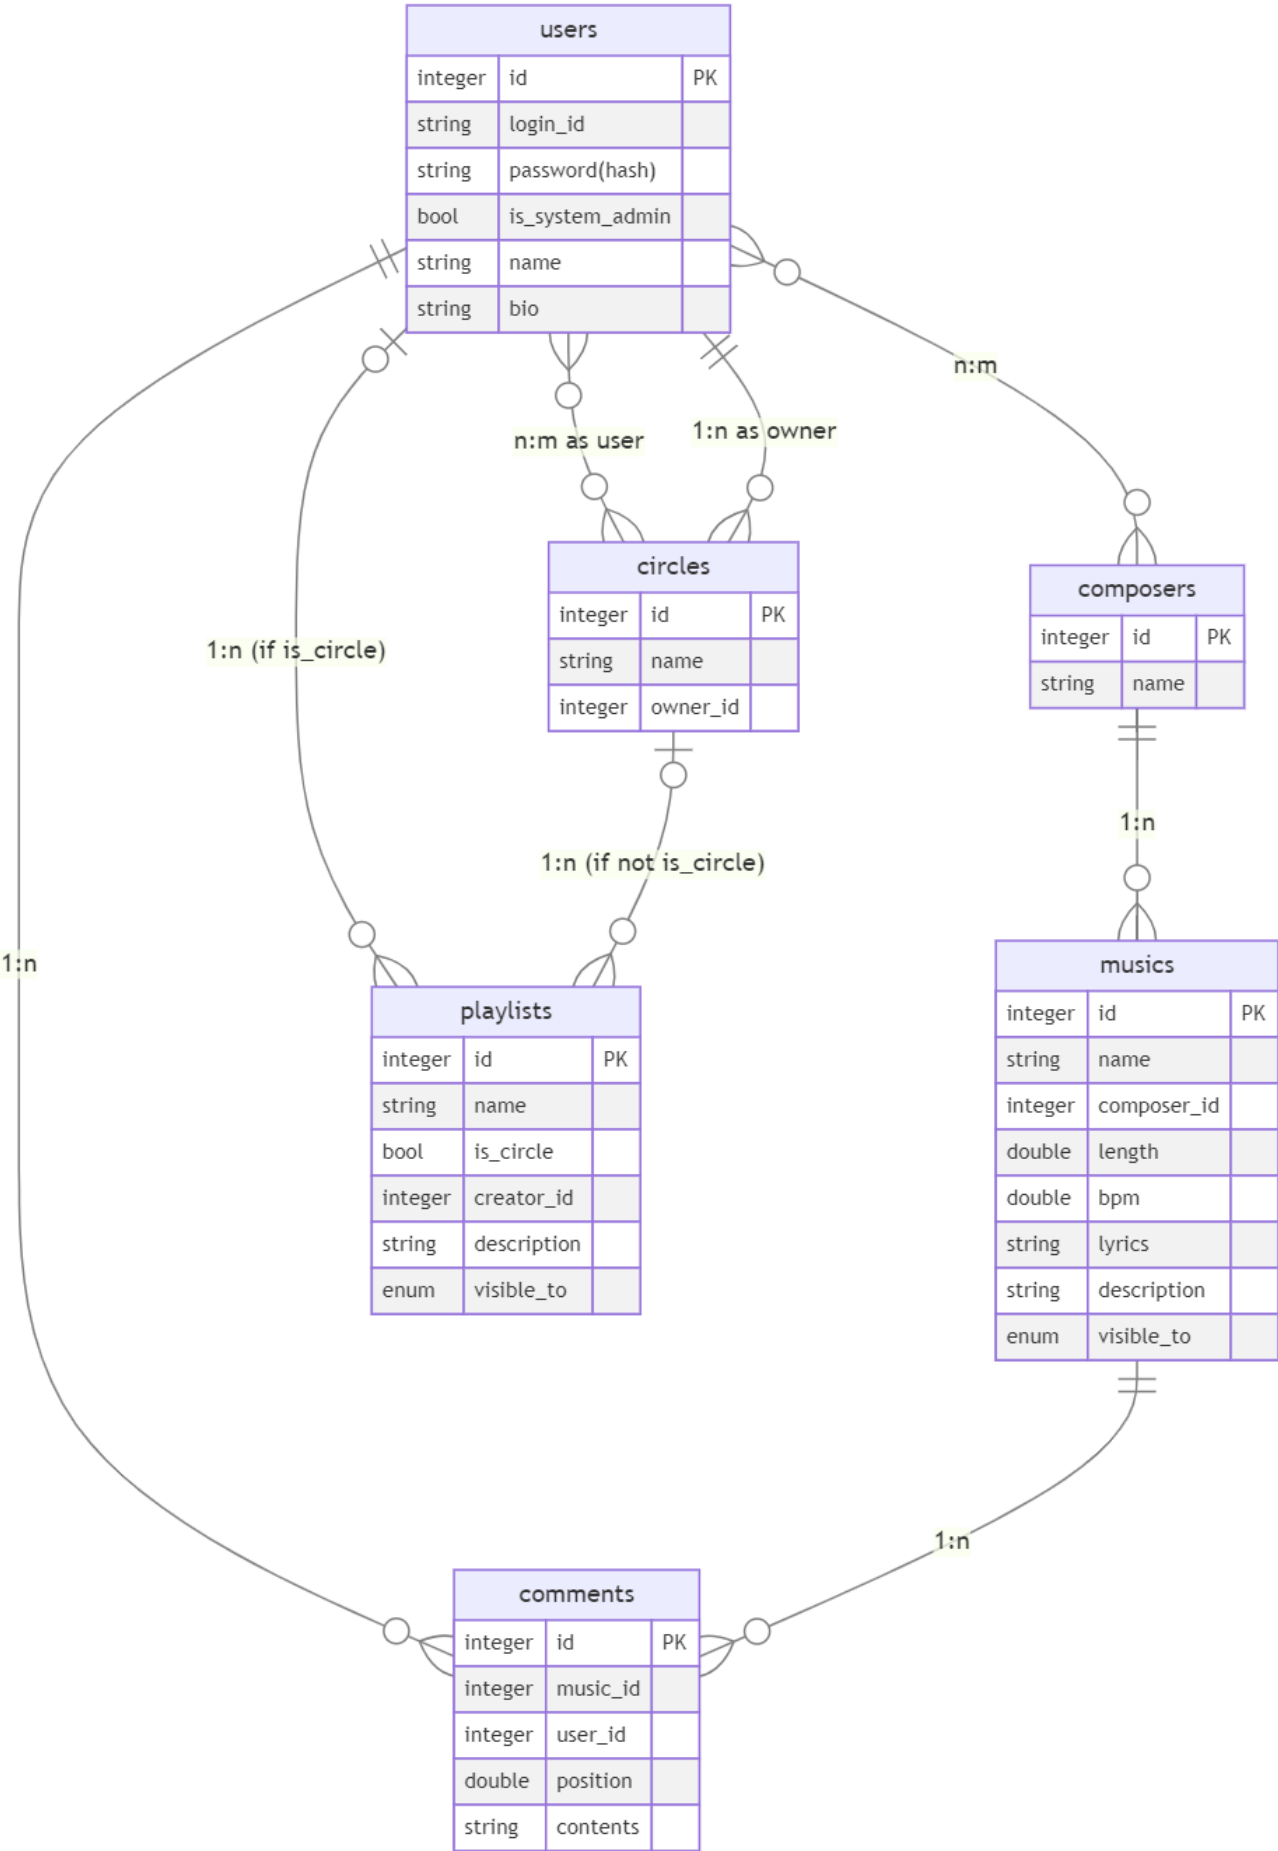 users
integer id PK
string login_id
string password(hash)
bool is_system_admin
string name
string bio
n:m
1:n as owner
n:m as user
circles
integer id PK
string name
integer owner_id
composers
integer id PK
string name
1:n (if is_circle)
1:n
1:n (if not is_circle)
1:n
musics
integer id PK
string name
integer composer_id
double length
double bpm
string lyrics
string description
enum visible_to
playlists
integer id PK
string name
bool is_circle
integer creator_id
string description
enum visible_to
1:n
comments
integer id PK
integer music_id
integer user_id
double position
string contents